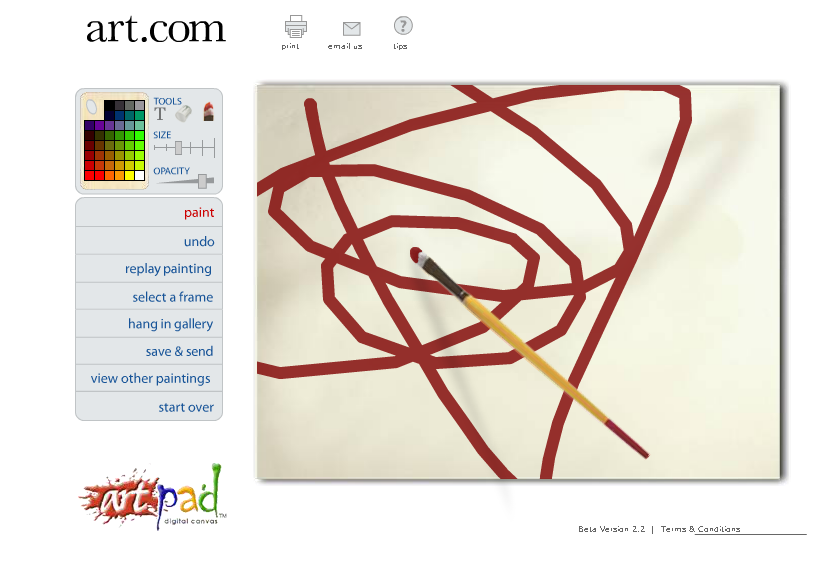 art.com
print
email us
?
tips
TOOLS
T
SIZE
OPACITY
paint
undo
replay painting
select a frame
hang in gallery
save & send
view other paintings
start over
artpad
TM
digital canvas
Beta Version 2.2 | Terms & Conditions